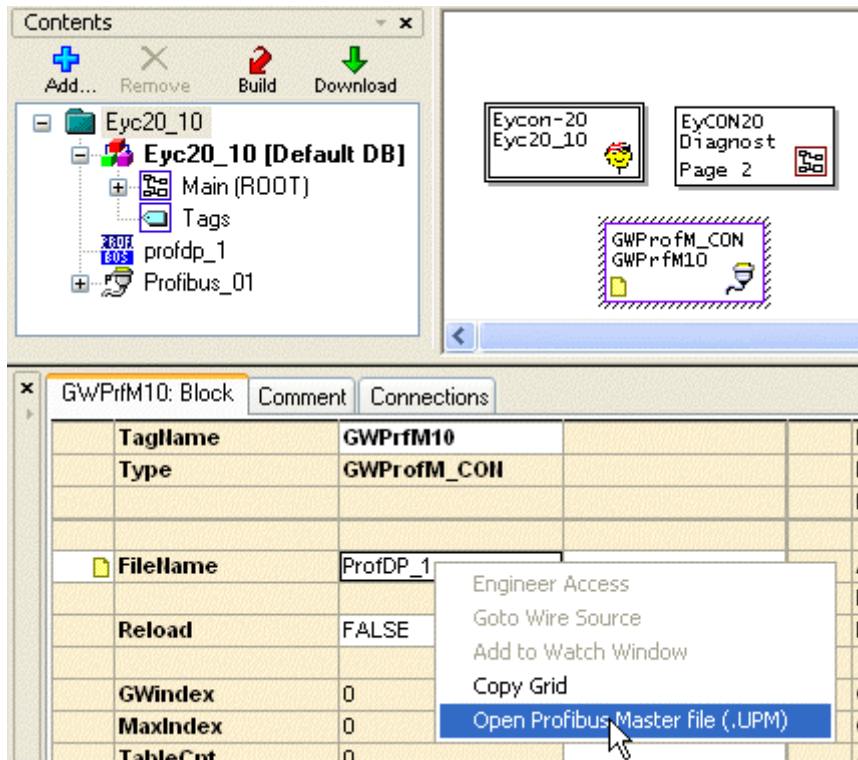 Contents
Add... Remove Build Download
Eyc20_10
Eyc20_10 [Default DB]
Main (ROOT)
Tags
PROFI
BUS
profdp_1
Profibus_01
Eycon-20
Eyc20_10
EyCON20
Diagnost
Page 2
GWProfM_CON
GWPrfM10
GWPrfM10: Block Comment Connections
TagName GWPrfM10
Type GWProfM_CON
FileName ProfDP_1
Reload FALSE
GWindex 0
MaxIndex 0
TableCnt 0
Engineer Access
Goto Wire Source
Add to Watch Window
Copy Grid
Open Profibus Master file (.UPM)